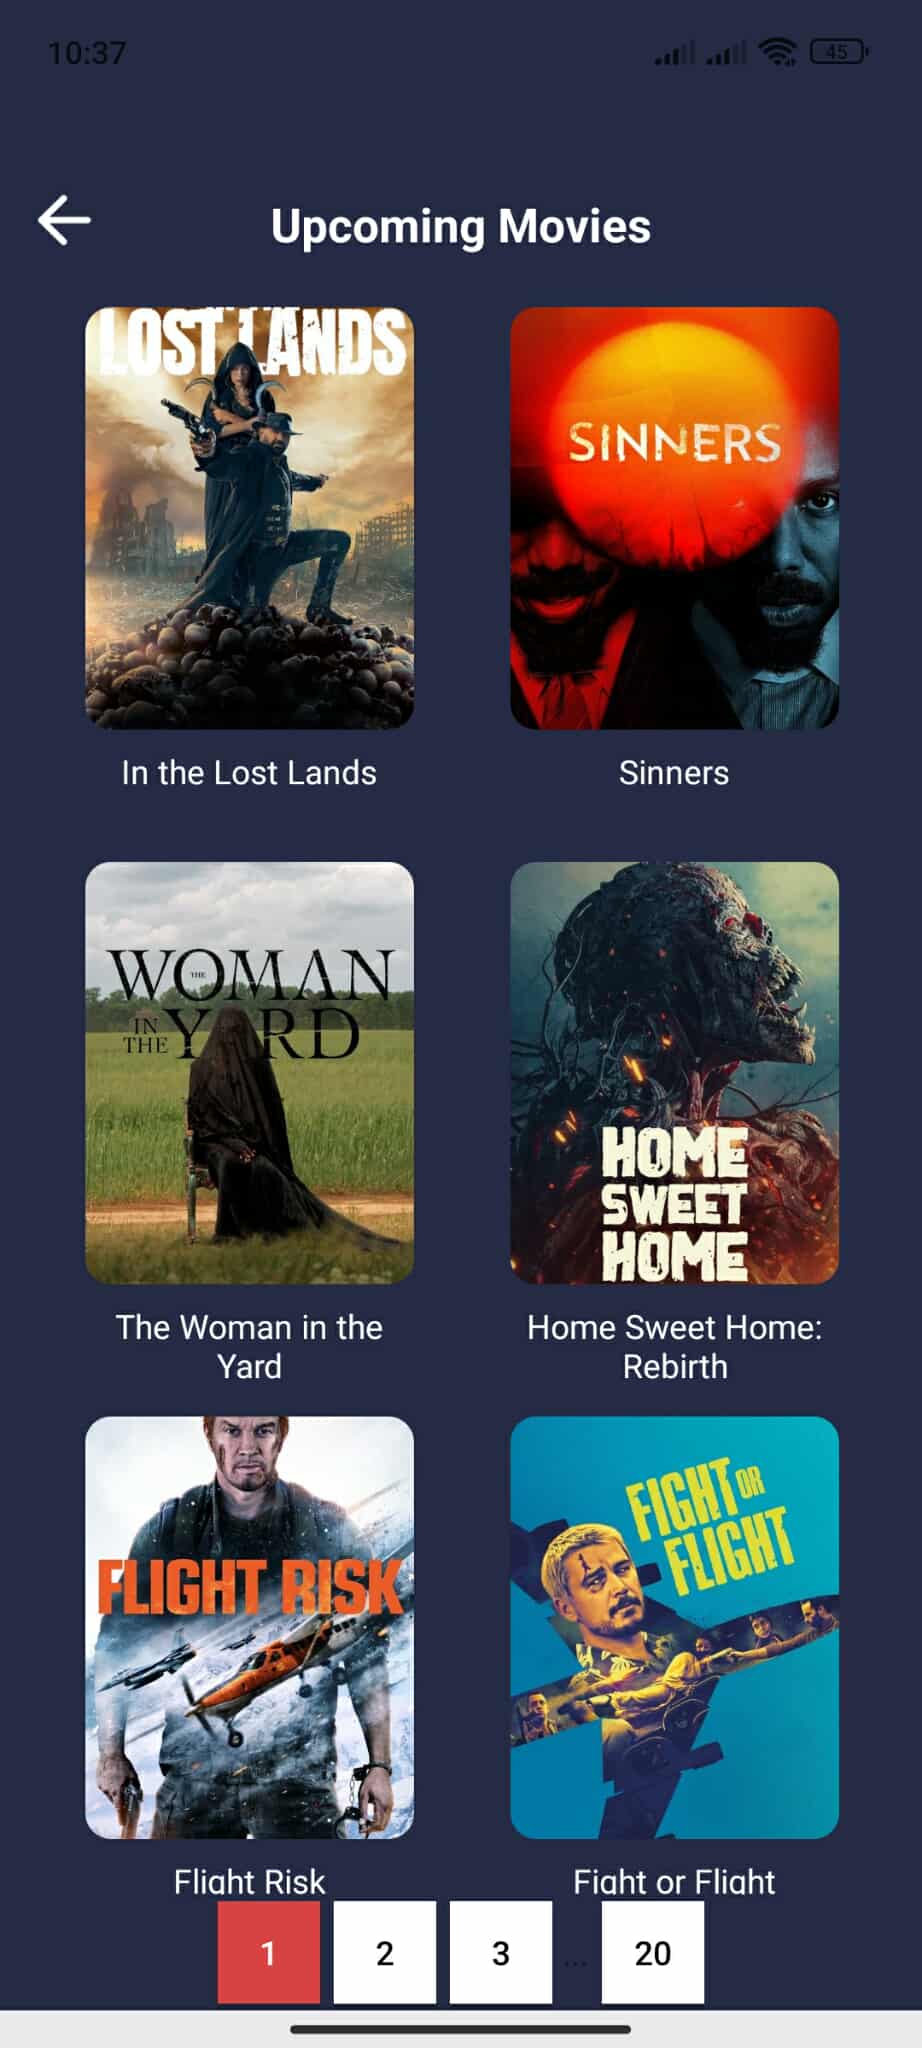 10:37
45
Upcoming Movies
LOST LANDS
SINNERS
In the Lost Lands
Sinners
THE
WOMAN
IN THE YARD
HOME
SWEET
HOME
The Woman in the
Yard
Home Sweet Home:
Rebirth
FLIGHT RISK
FIGHT OR
FLIGHT
Flight Risk
Fight or Flight
1 2 3 ... 20